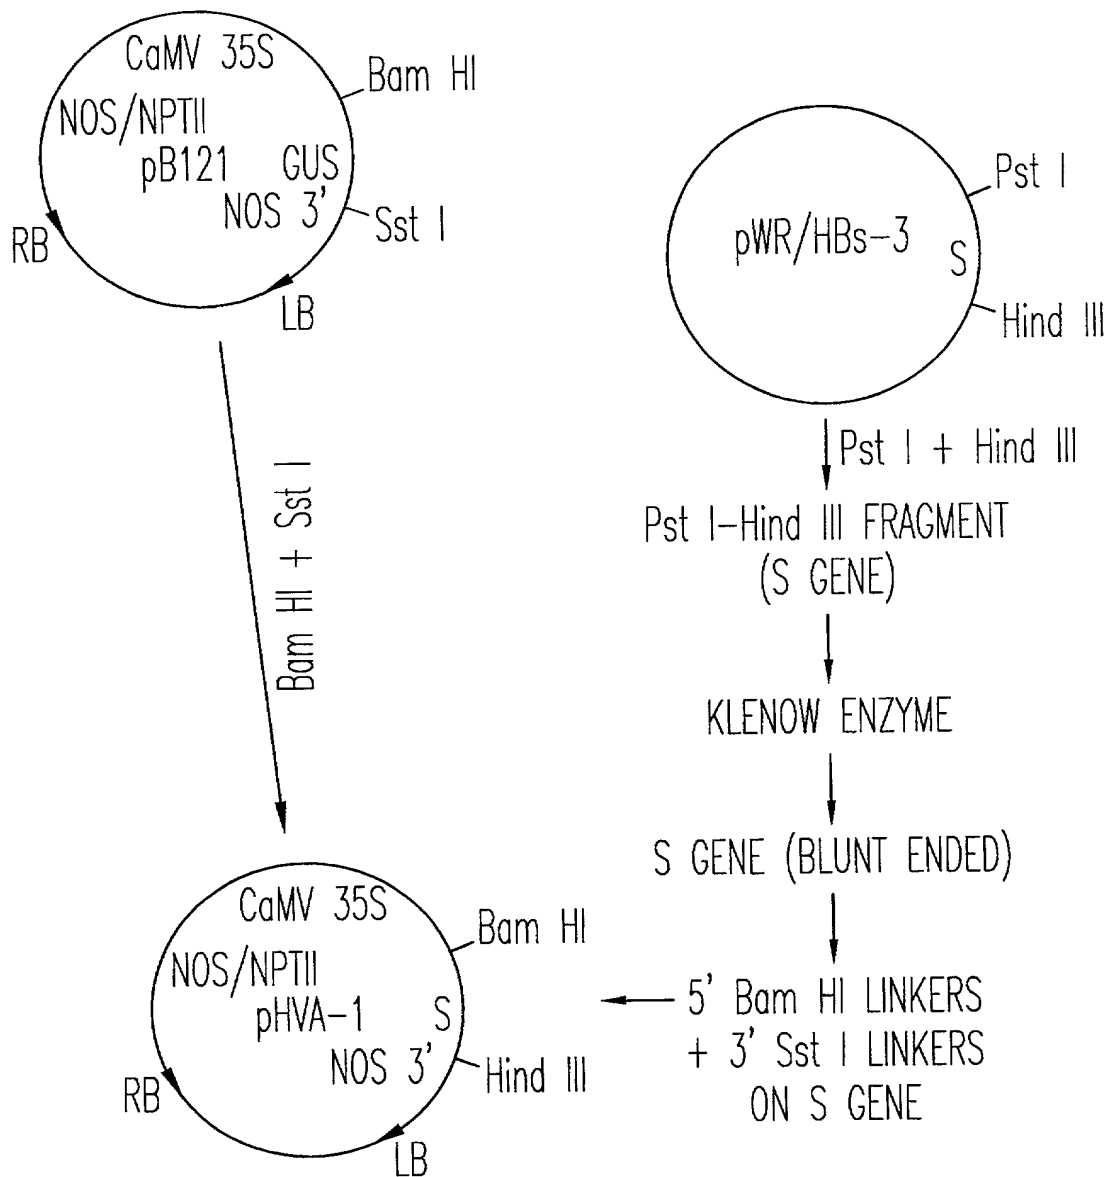 CaMV 35S
Bam HI
NOS/NPTII
pB121
GUS
NOS 3'
Sst I
RB
LB
Bam HI + Sst I
pWR/HBs-3
Pst I
S
Hind III
Pst I + Hind III
Pst I-Hind III FRAGMENT
(S GENE)
KLENOW ENZYME
S GENE (BLUNT ENDED)
5' Bam HI LINKERS
+ 3' Sst I LINKERS
ON S GENE
CaMV 35S
Bam HI
NOS/NPTII
pHVA-1
S
NOS 3'
Hind III
RB
LB